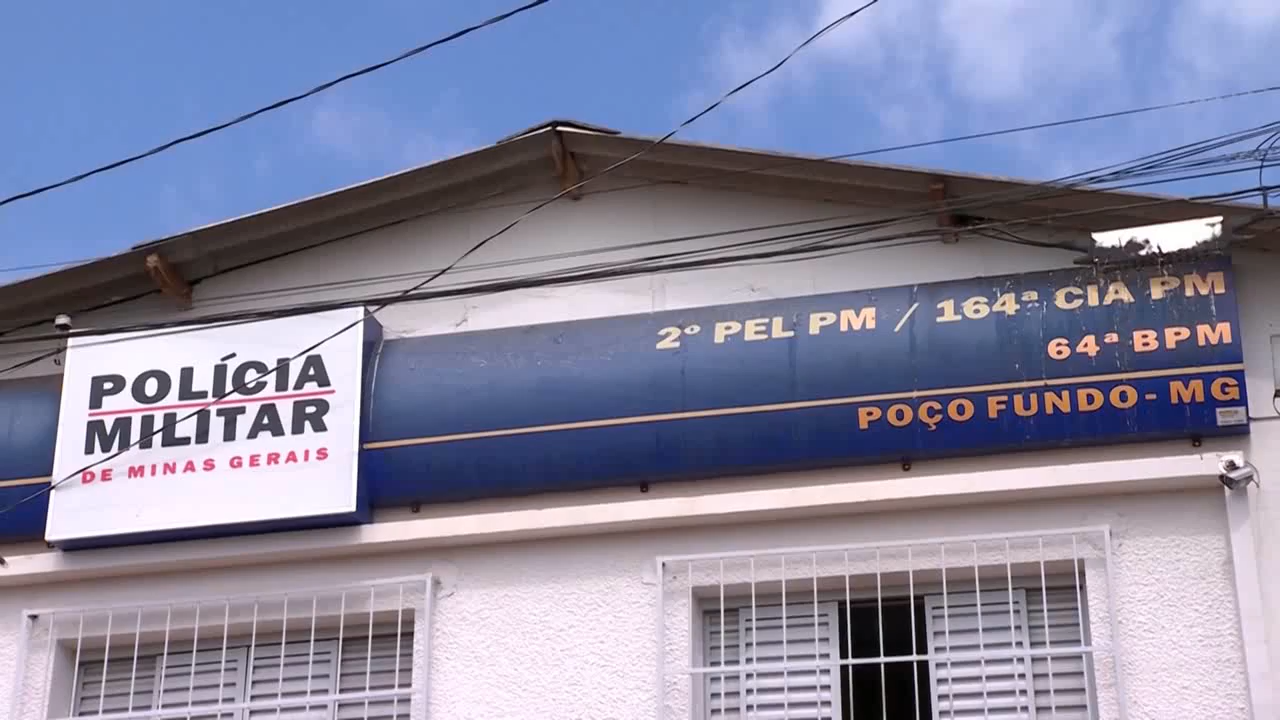 POLÍCIA
MILITAR
DE MINAS GERAIS
2º PEL PM / 164ª CIA PM
64ª BPM
POÇO FUNDO - MG